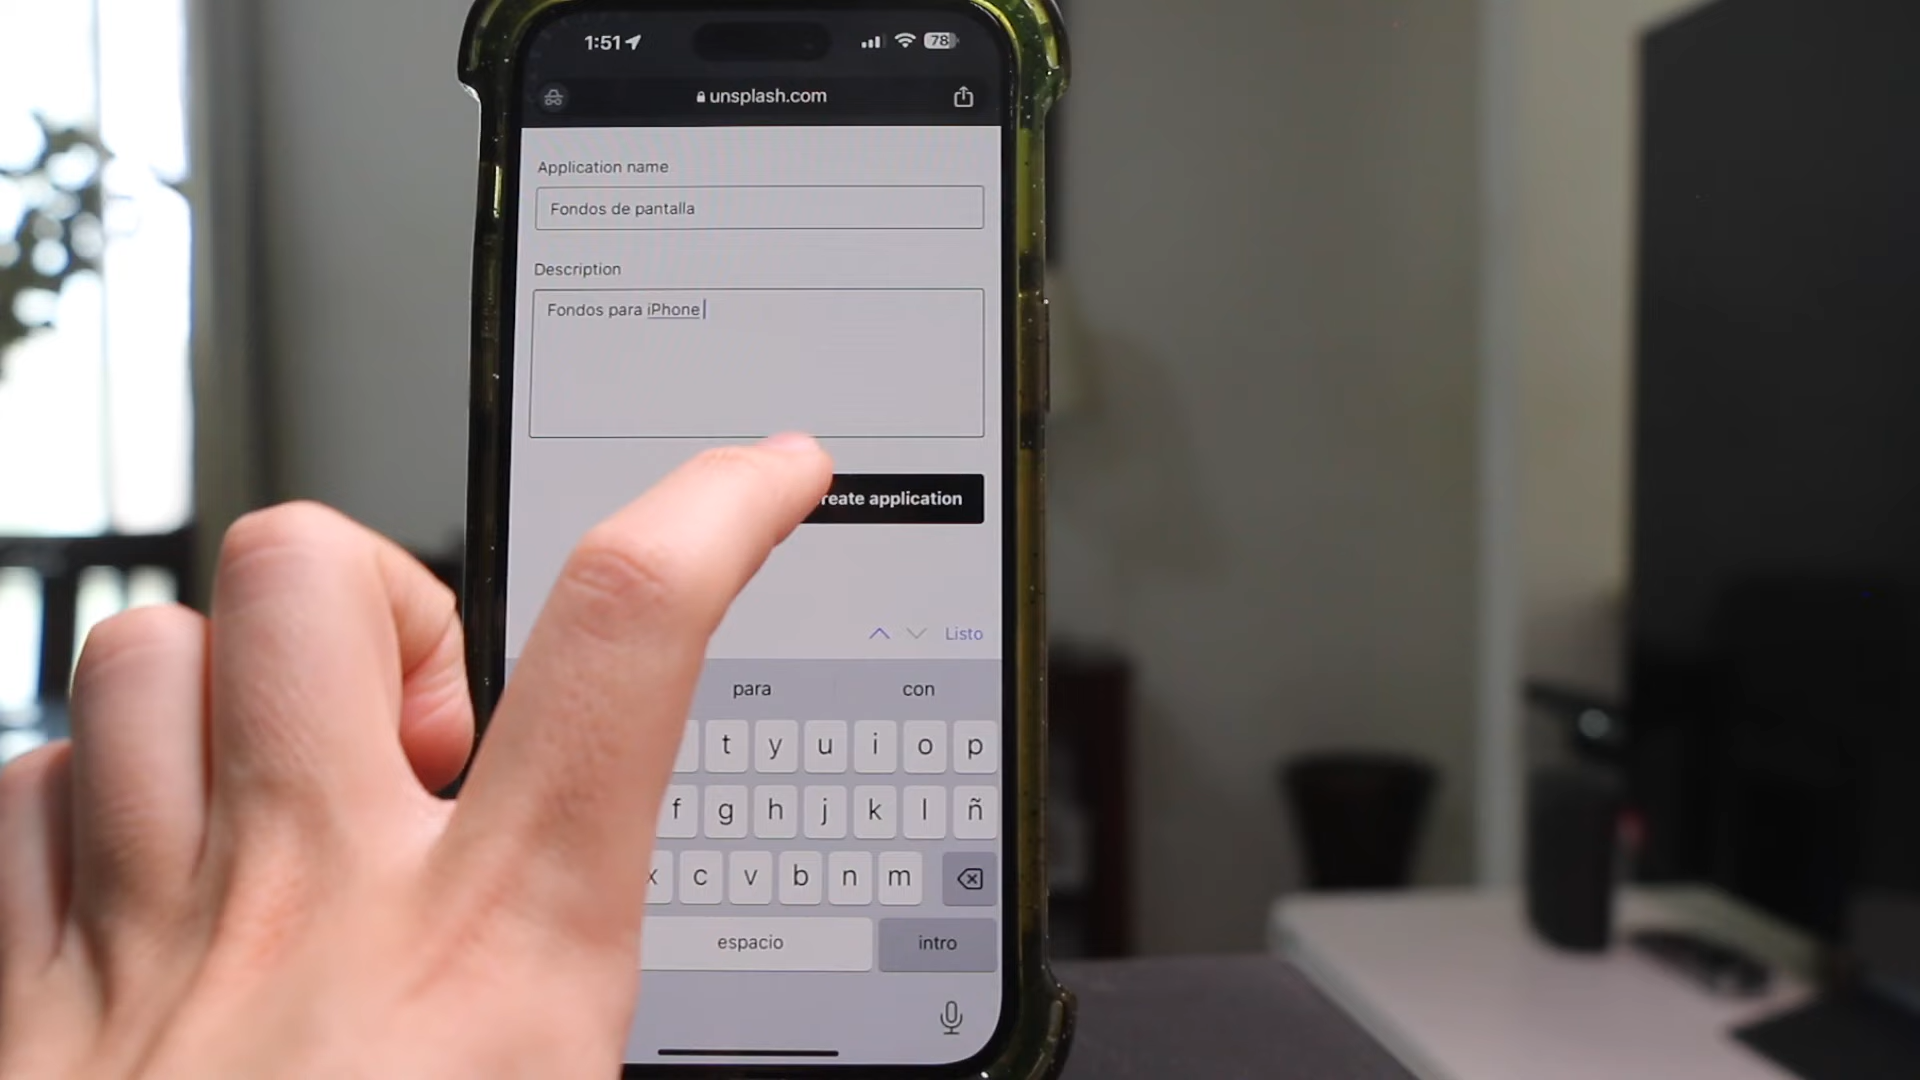 1:51
78
unsplash.com
Application name
Fondos de pantalla
Description
Fondos para iPhone
reate application
Listo
para con
t y u i o p
f g h j k l ñ
x c v b n m
espacio intro